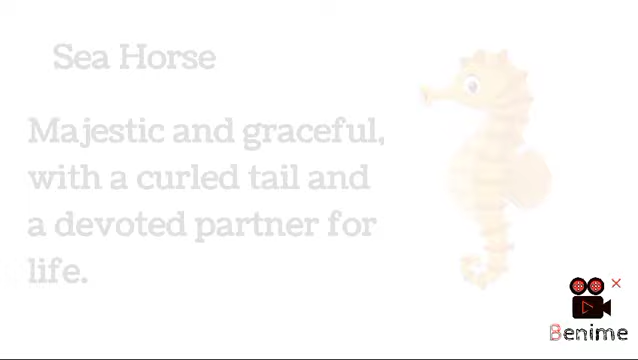 Sea Horse
Majestic and graceful,
with a curled tail and
a devoted partner for
life.
Benime